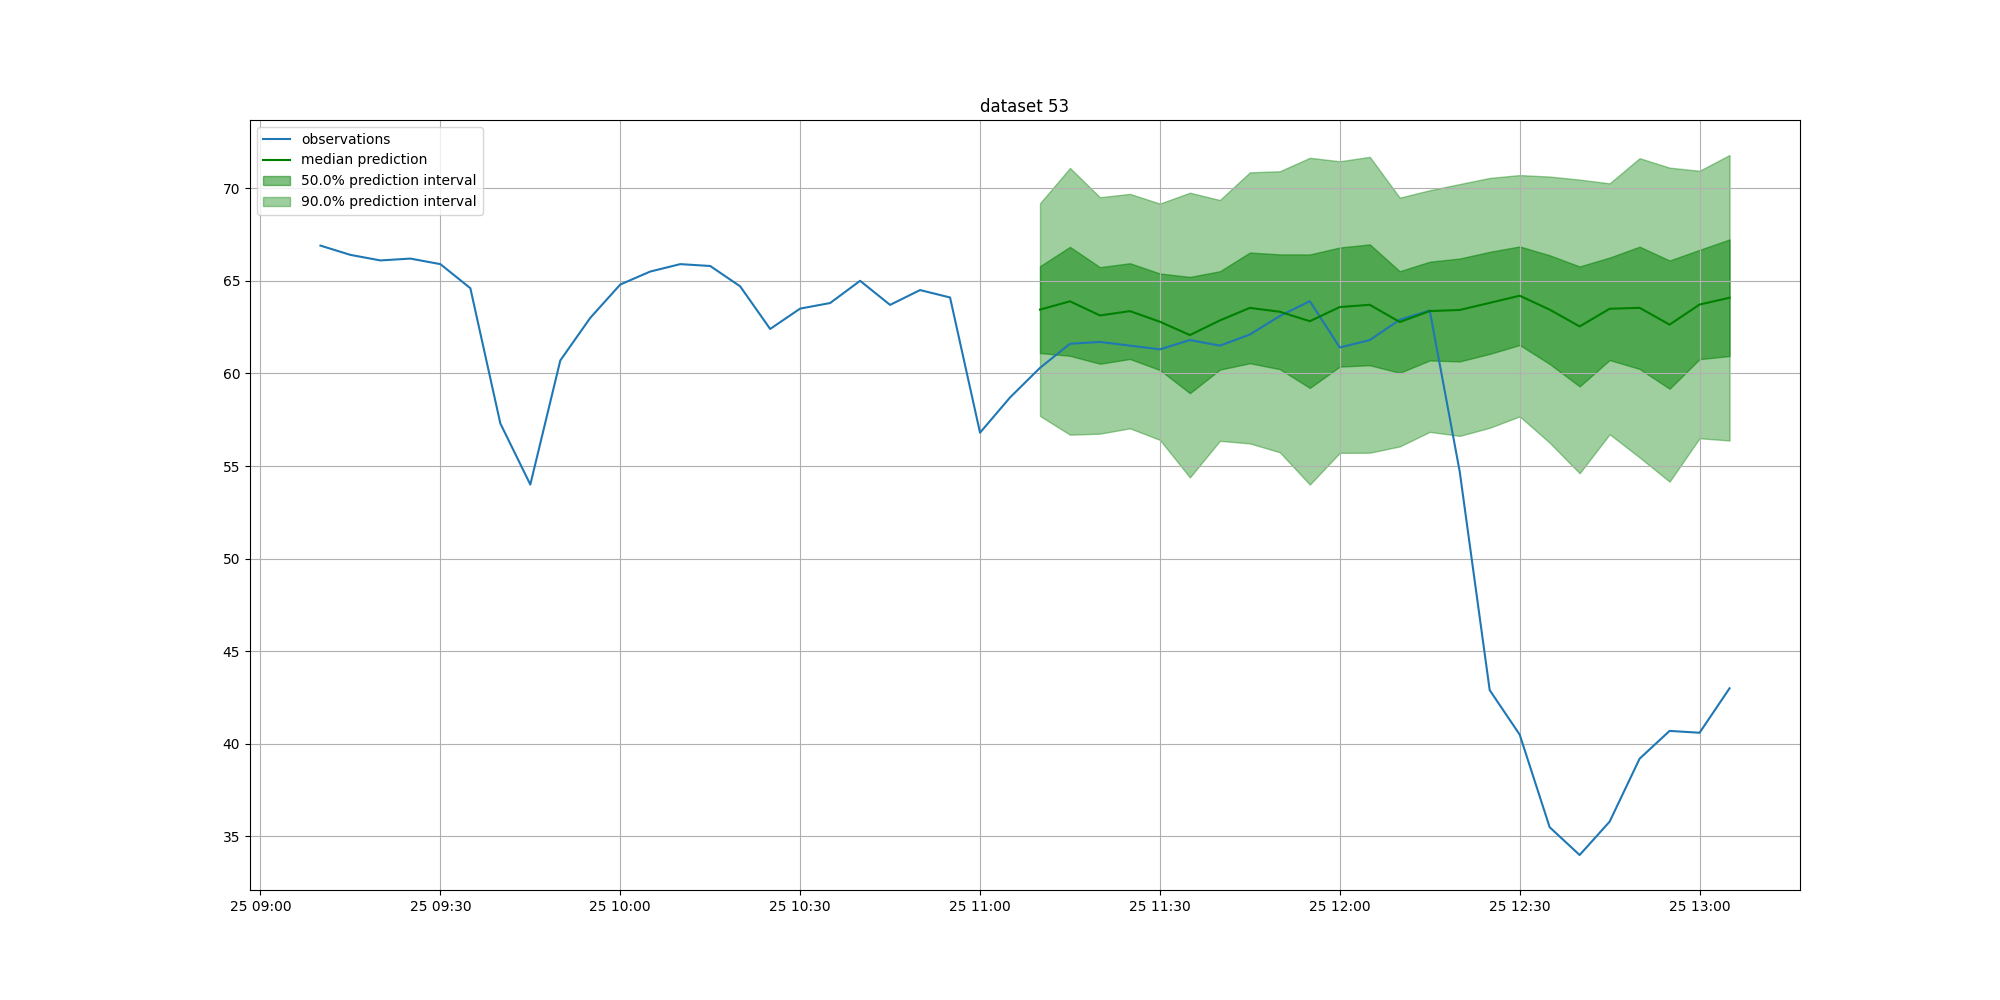 dataset 53
observations
median prediction
50.0% prediction interval
90.0% prediction interval
70
65
60
55
50
45
40
35
25 09:00 25 09:30 25 10:00 25 10:30 25 11:00 25 11:30 25 12:00 25 12:30 25 13:00